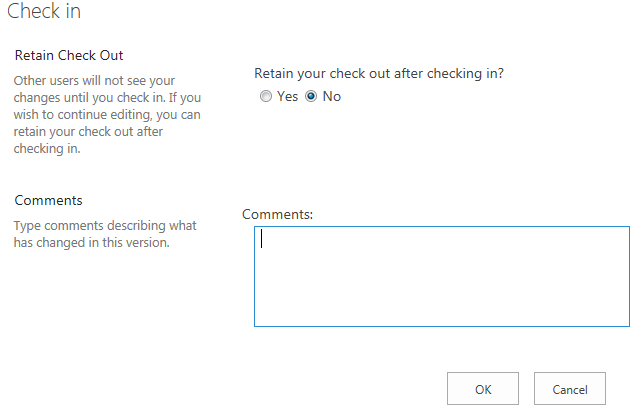 Check in
Retain Check Out
Other users will not see your
changes until you check in. If you
wish to continue editing, you can
retain your check out after
checking in.
Retain your check out after checking in?
Yes No
Comments
Type comments describing what
has changed in this version.
Comments:
OK Cancel